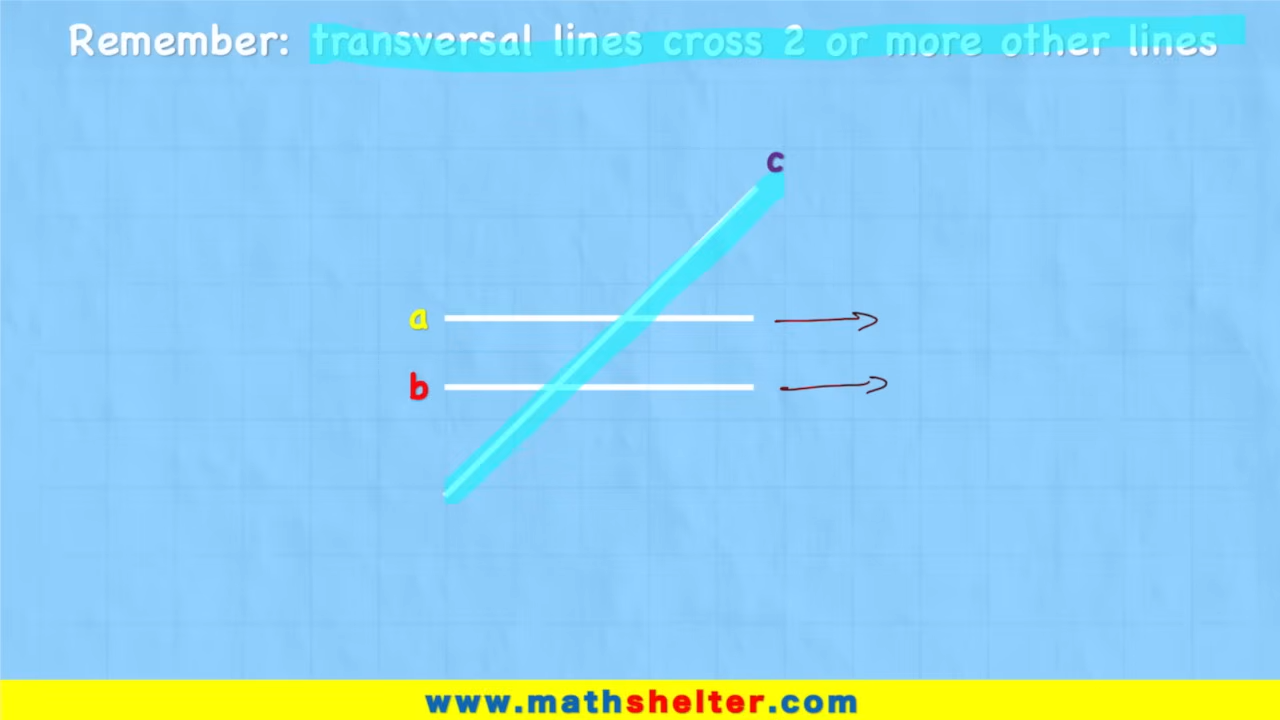 Remember: transversal lines cross 2 or more other lines
c
a
b
www.mathshelter.com